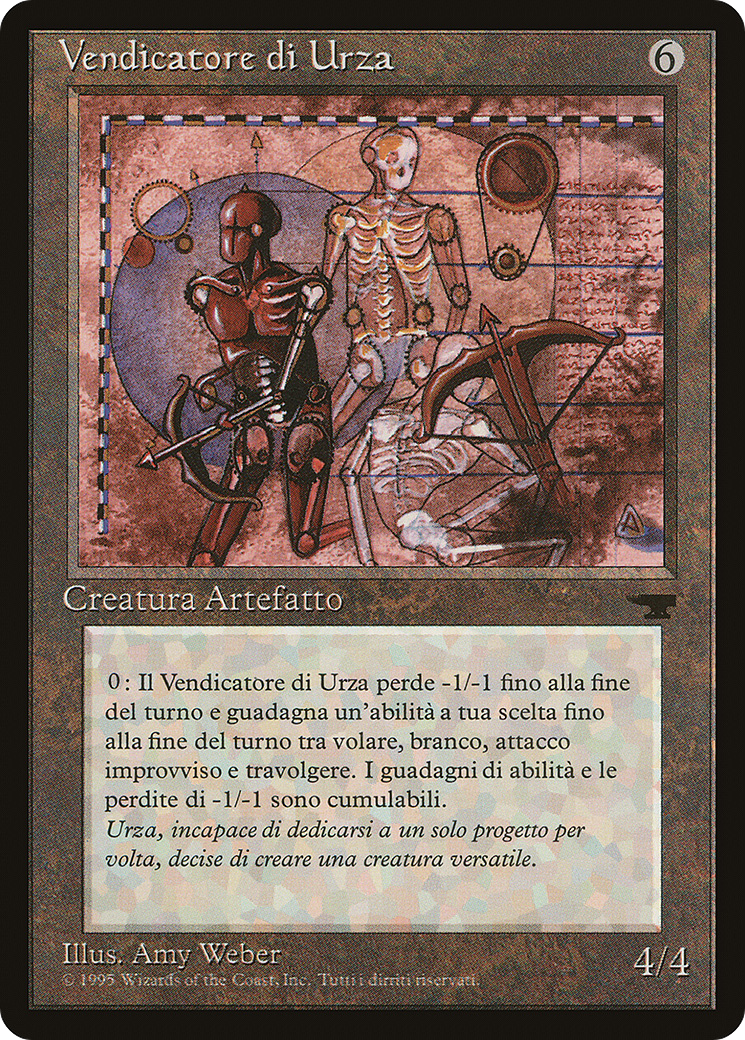 Vendicatore di Urza
6
Creatura Artefatto
0: Il Vendicatore di Urza perde -1/-1 fino alla fine
del turno e guadagna un'abilità a tua scelta fino
alla fine del turno tra volare, branco, attacco
improvviso e travolgere. I guadagni di abilità e le
perdite di -1/-1 sono cumulabili.
Urza, incapace di dedicarsi a un solo progetto per
volta, decise di creare una creatura versatile.
Illus. Amy Weber
4/4
© 1995 Wizards of the Coast, Inc. Tutti i dirriti riservati.